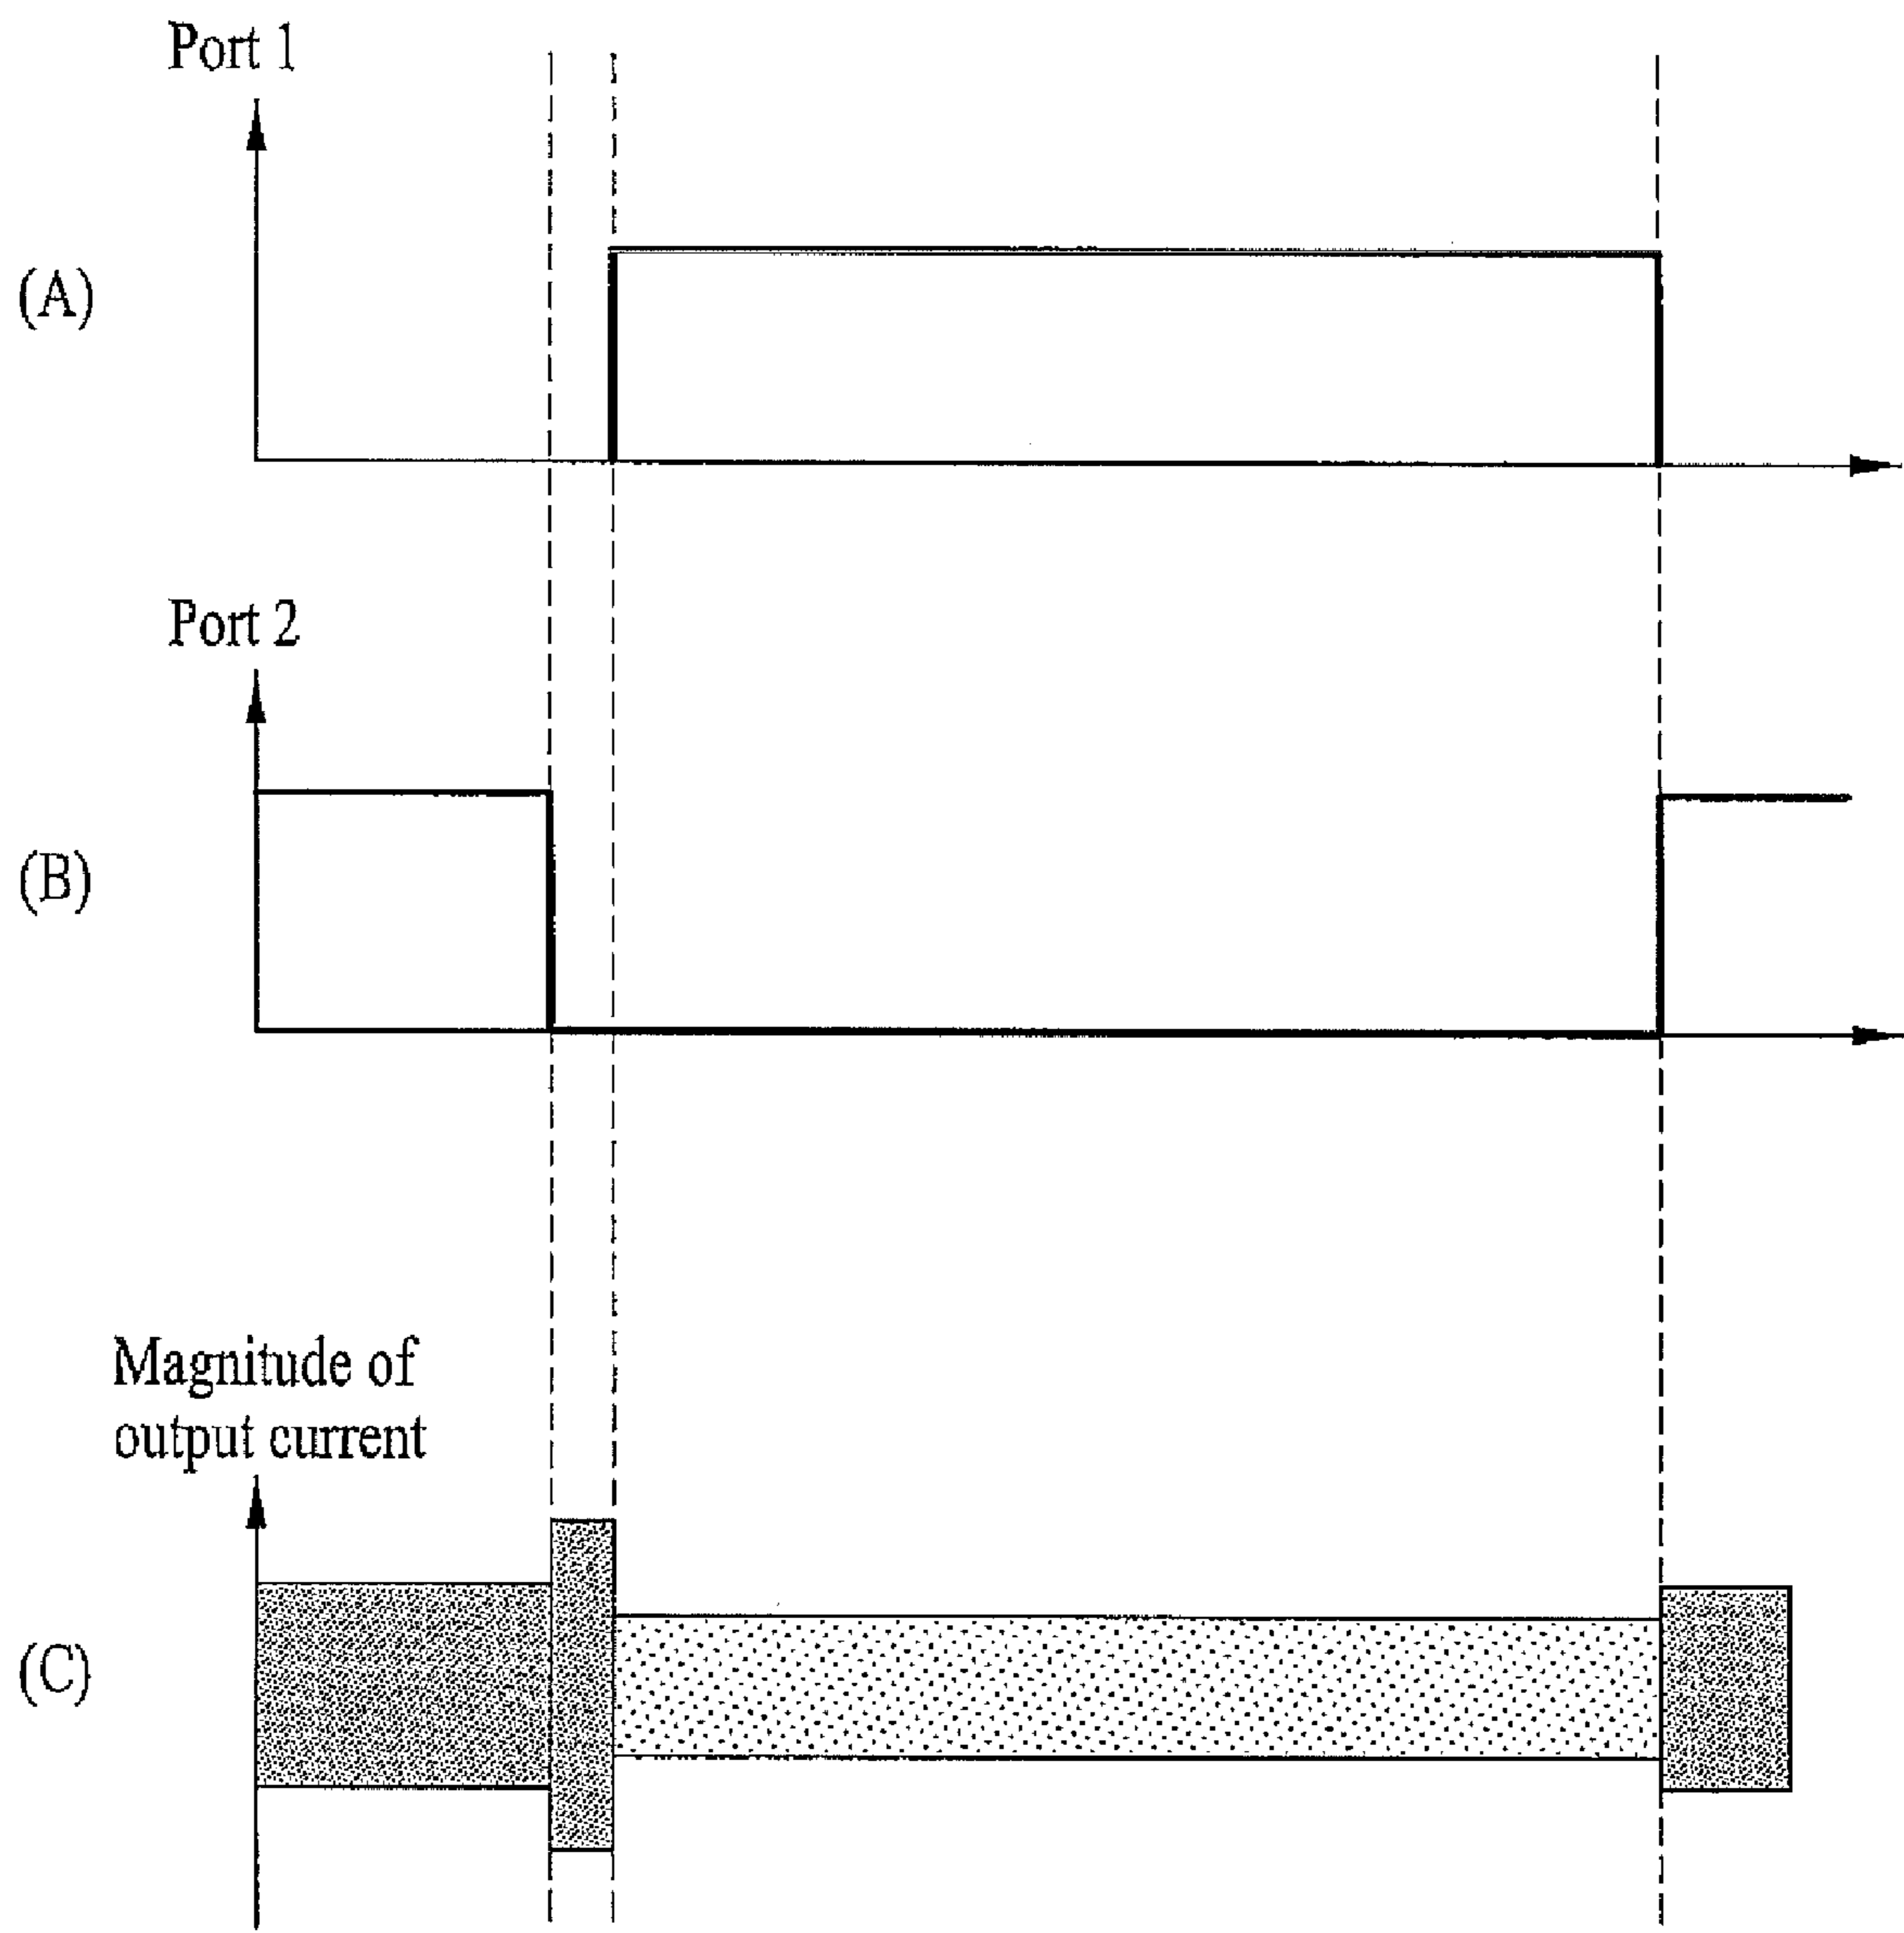 Port 1
(A)
Port 2
(B)
Magnitude of
output current
(C)